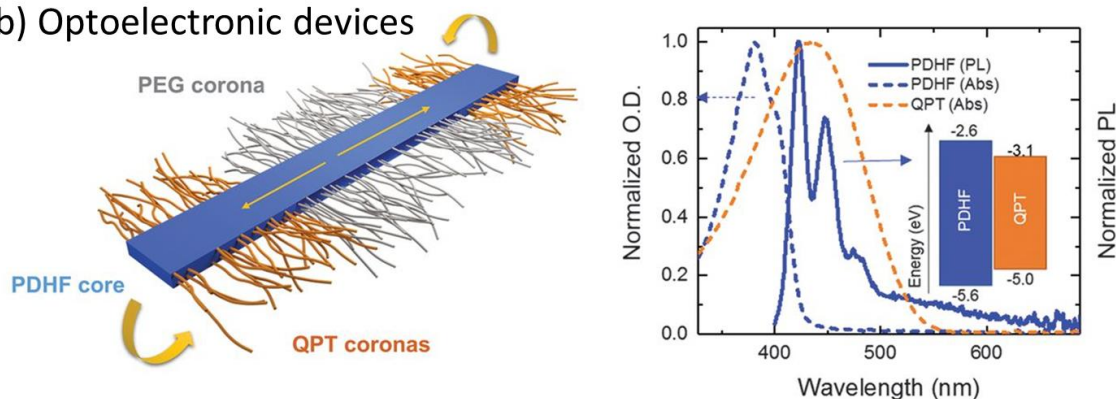 b) Optoelectronic devices
PEG corona
PDHF core
QPT coronas
Normalized O.D.
1.0
0.8
0.6
0.4
0.2
0.0
400
500
600
Wavelength (nm)
PDHF (PL)
PDHF (Abs)
QPT (Abs)
Energy (eV)
-2.6
-3.1
PDHF
QPT
-5.0
-5.6
Normalized PL